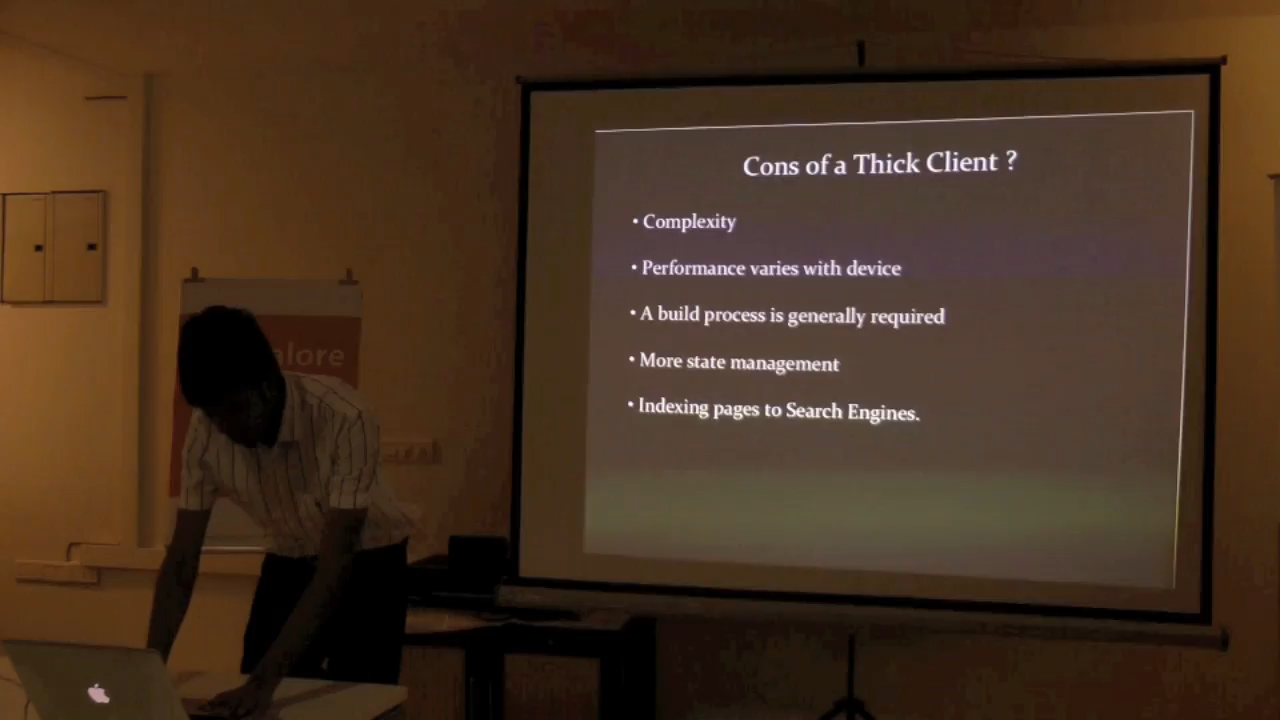 Cons of a Thick Client ?
• Complexity
• Performance varies with device
• A build process is generally required
• More state management
• Indexing pages to Search Engines.